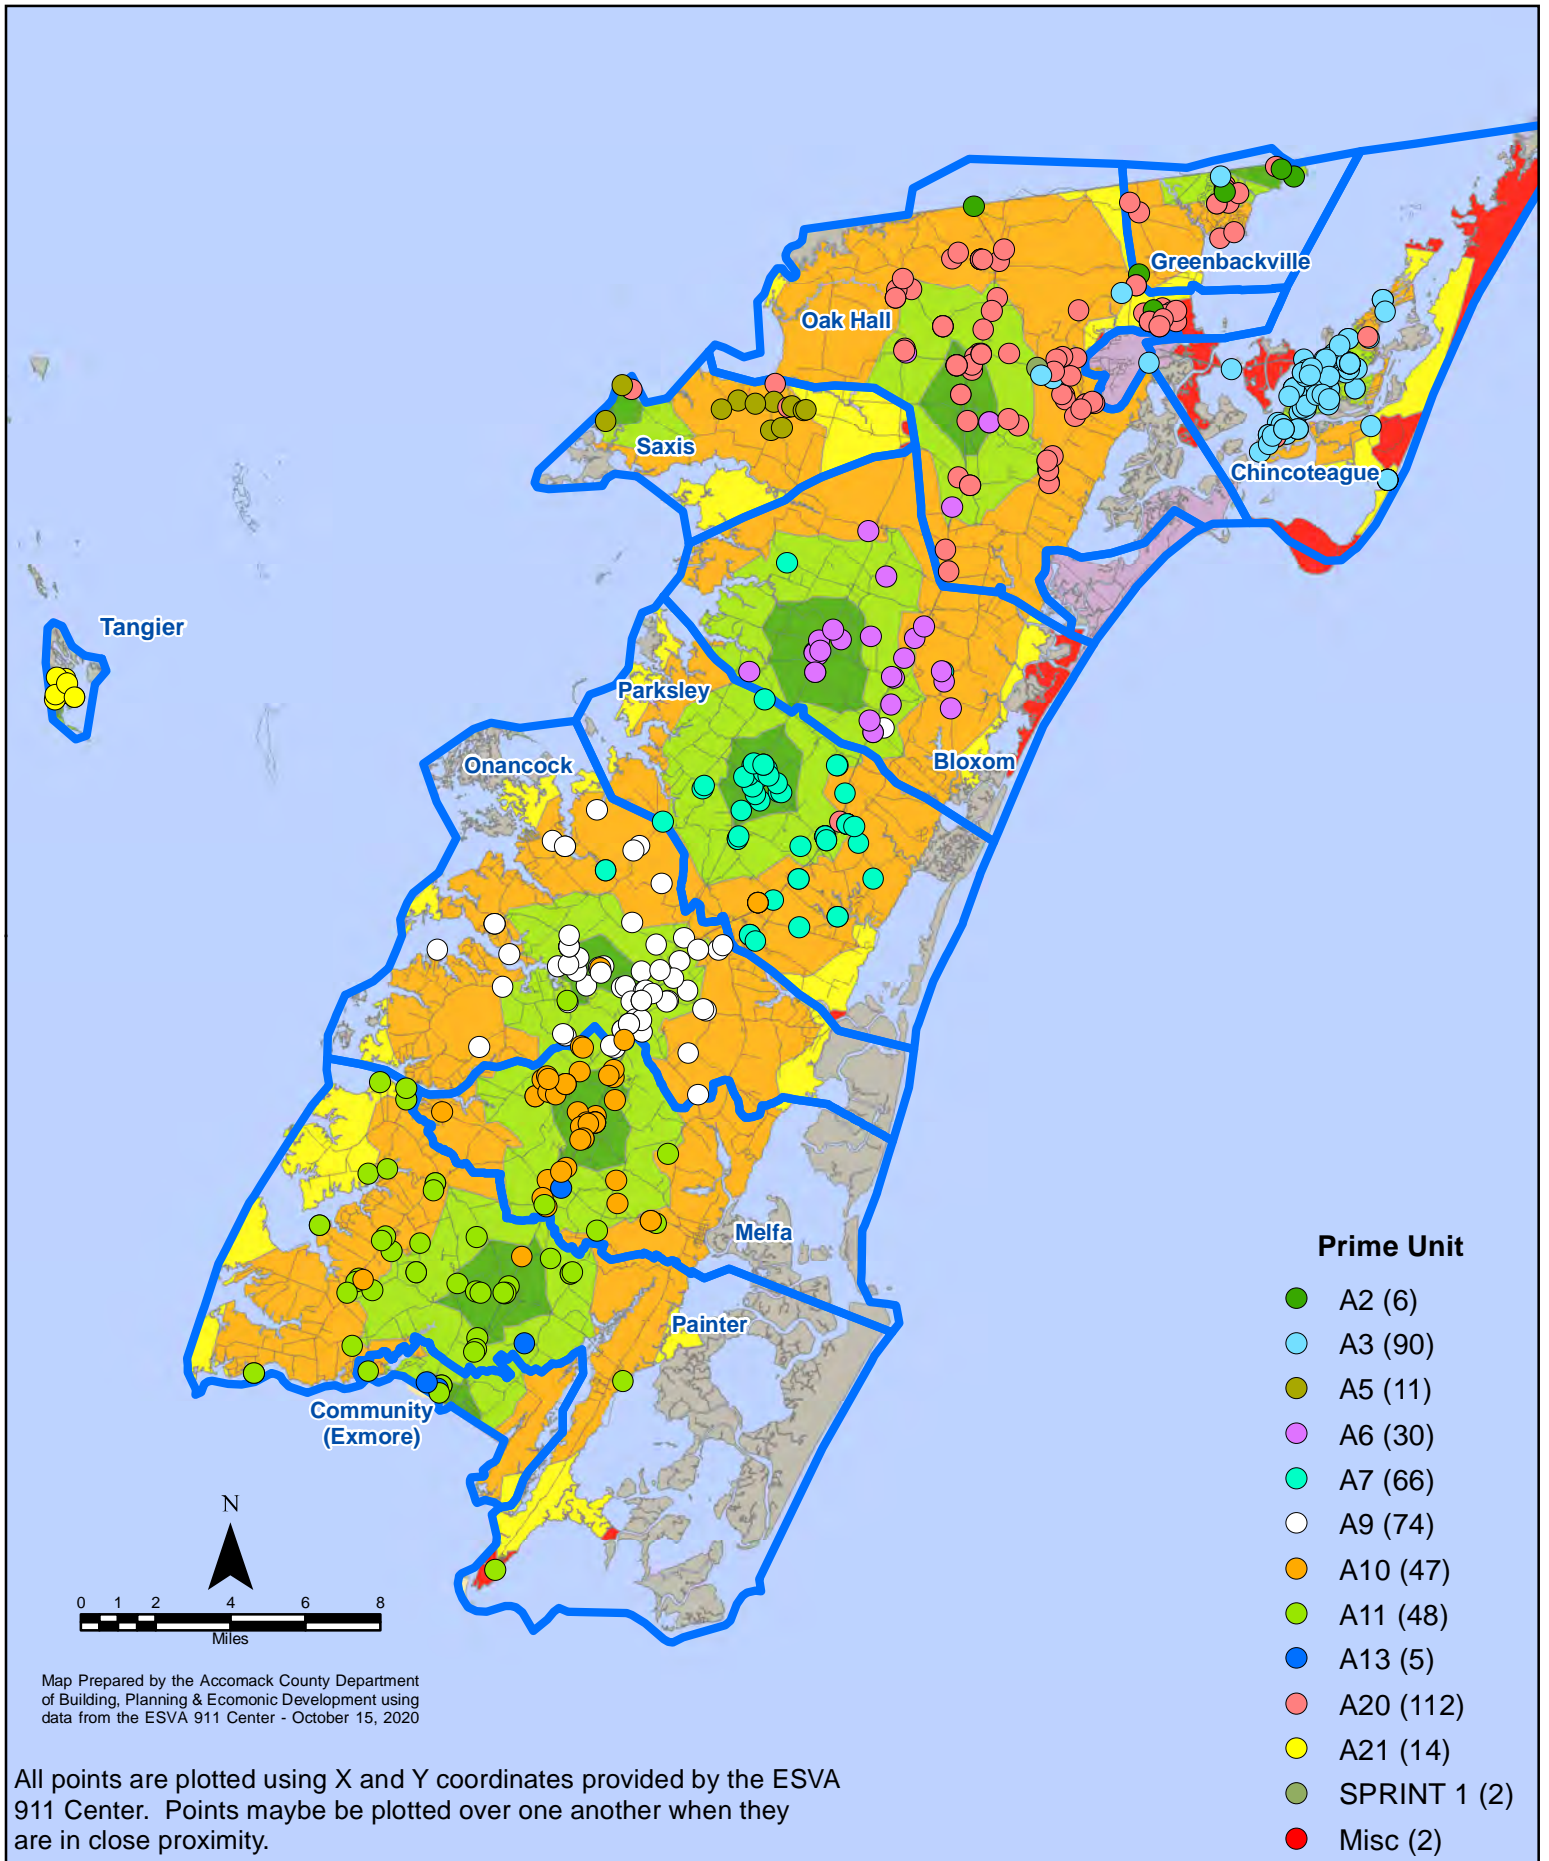 Greenbackville
Oak Hall
Saxis
Chincoteague
Tangier
Parksley
Onancock
Bloxom
Melfa
Painter
Community
(Exmore)
Prime Unit
A2 (6)
A3 (90)
A5 (11)
A6 (30)
A7 (66)
A9 (74)
A10 (47)
A11 (48)
A13 (5)
A20 (112)
A21 (14)
SPRINT 1 (2)
Misc (2)
N
0 1 2 4 6 8
Miles
Map Prepared by the Accomack County Department
of Building, Planning & Ecomonic Development using
data from the ESVA 911 Center - October 15, 2020
All points are plotted using X and Y coordinates provided by the ESVA
911 Center. Points maybe be plotted over one another when they
are in close proximity.